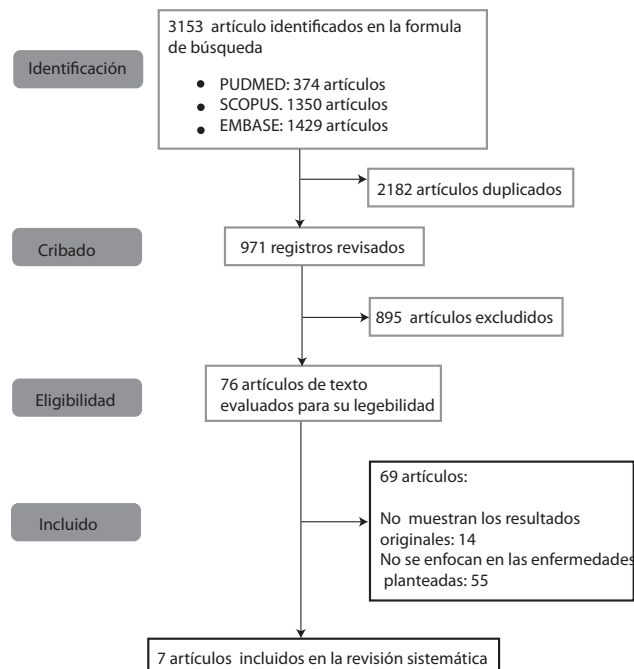 3153 artículo identificados en la formula
de búsqueda
Identificación
• PUDMED: 374 artículos
• SCOPUS. 1350 artículos
• EMBASE: 1429 artículos
2182 artículos duplicados
Cribado
971 registros revisados
895 artículos excluidos
Eligibilidad
76 artículos de texto
evaluados para su legebilidad
69 artículos:
No muestran los resultados
originales: 14
No se enfocan en las enfermedades
planteadas: 55
Incluido
7 artículos incluidos en la revisión sistemática